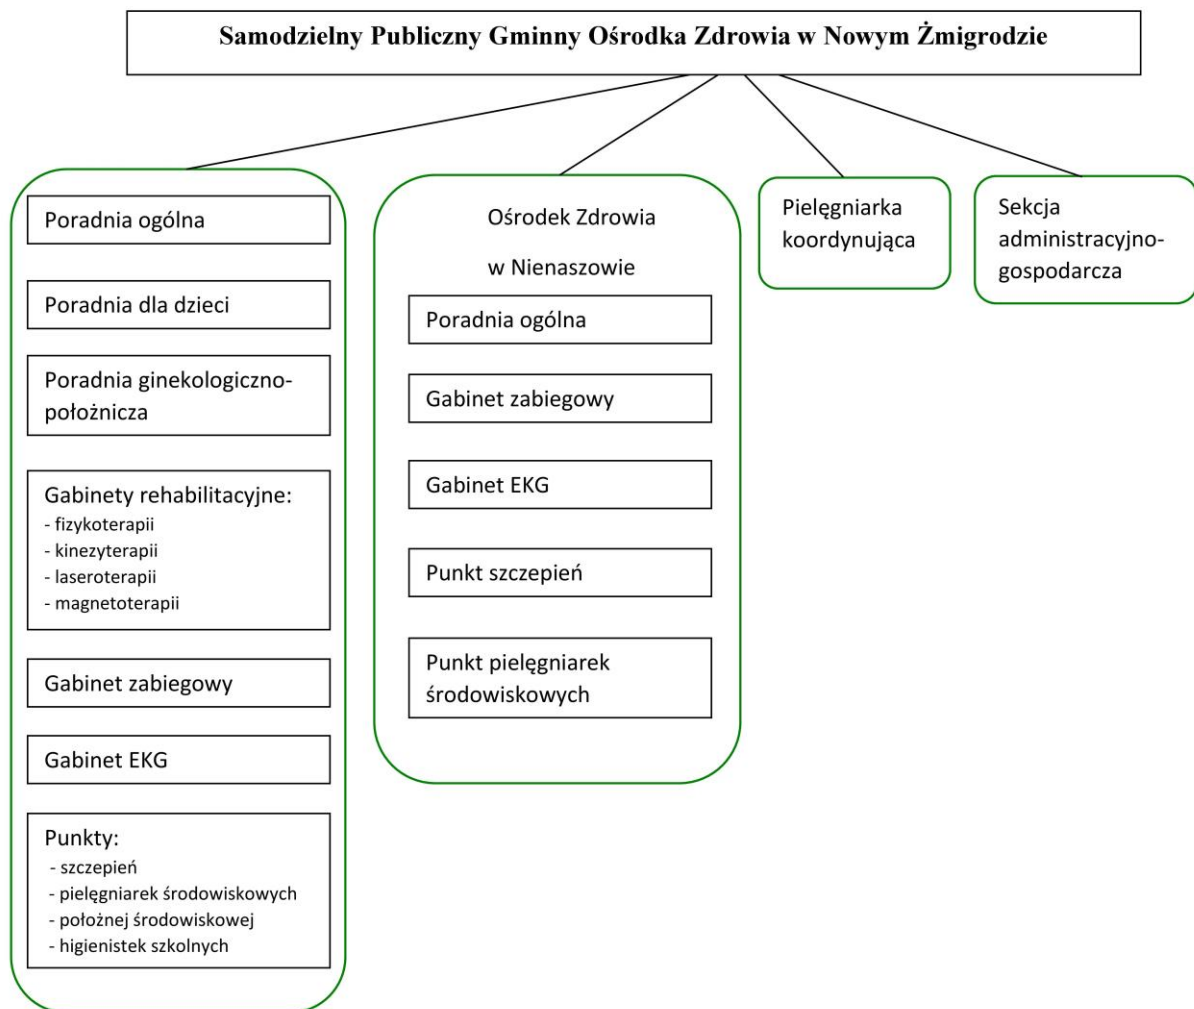 Samodzielny Publiczny Gminny Ośrodka Zdrowia w Nowym Żmigrodzie
Poradnia ogólna
Poradnia dla dzieci
Poradnia ginekologiczno-
położnicza
Gabinety rehabilitacyjne:
- fizykoterapii
- kinezyterapii
- laseroterapii
- magnetoterapii
Gabinet zabiegowy
Gabinet EKG
Punkty:
- szczepień
- pielęgniarek środowiskowych
- położnej środowiskowej
- higienistek szkolnych
Ośrodek Zdrowia
w Nienaszowie
Poradnia ogólna
Gabinet zabiegowy
Gabinet EKG
Punkt szczepień
Punkt pielęgniarek
środowiskowych
Pielęgniarka
koordynująca
Sekcja
administracyjno-
gospodarcza